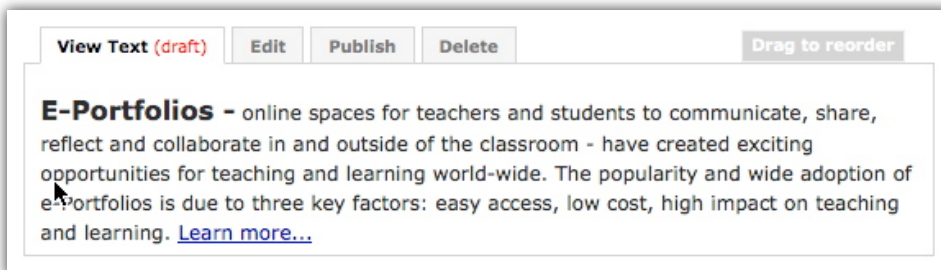 View Text (draft) Edit Publish Delete Drag to reorder
E-Portfolios - online spaces for teachers and students to communicate, share,
reflect and collaborate in and outside of the classroom - have created exciting
opportunities for teaching and learning world-wide. The popularity and wide adoption of
e-Portfolios is due to three key factors: easy access, low cost, high impact on teaching
and learning. Learn more...